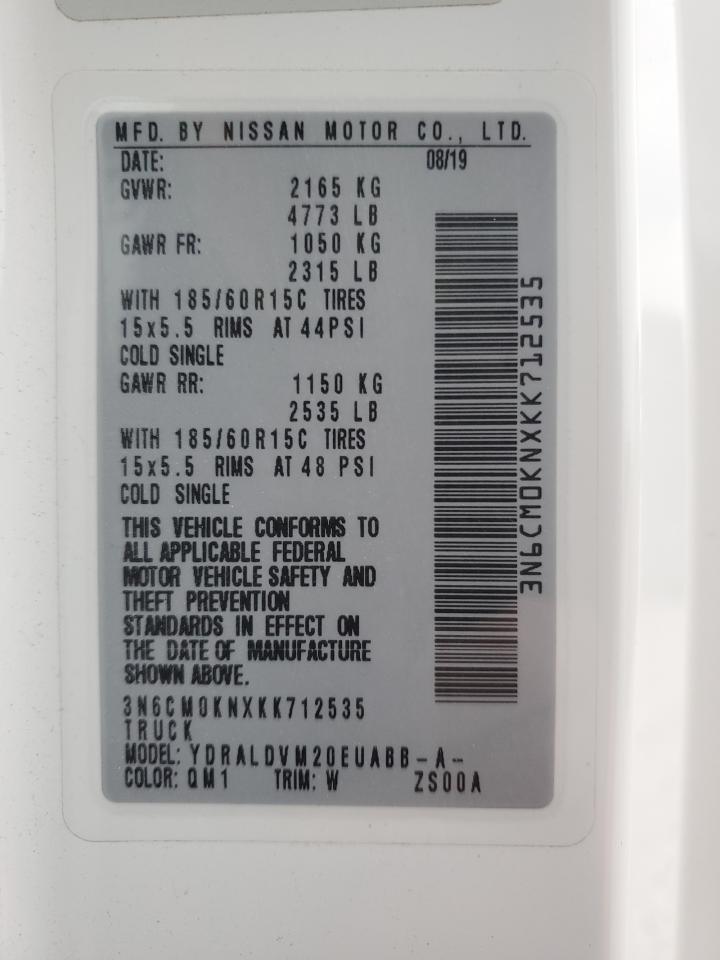 MFD. BY NISSAN MOTOR CO., LTD.
DATE: 08/19
GVWR: 2165 KG
4773 LB
GAWR FR: 1050 KG
2315 LB
WITH 185/60R15C TIRES
15x5.5 RIMS AT 44PSI
COLD SINGLE
GAWR RR: 1150 KG
2535 LB
WITH 185/60R15C TIRES
15x5.5 RIMS AT 48 PSI
COLD SINGLE
THIS VEHICLE CONFORMS TO
ALL APPLICABLE FEDERAL
MOTOR VEHICLE SAFETY AND
THEFT PREVENTION
STANDARDS IN EFFECT ON
THE DATE OF MANUFACTURE
SHOWN ABOVE.
3N6CM0KNXKK712535
TRUCK
MODEL: YDRALDVM20EUABB-A-
COLOR: QM1 TRIM: W ZS00A
3N6CM0KNXKK712535